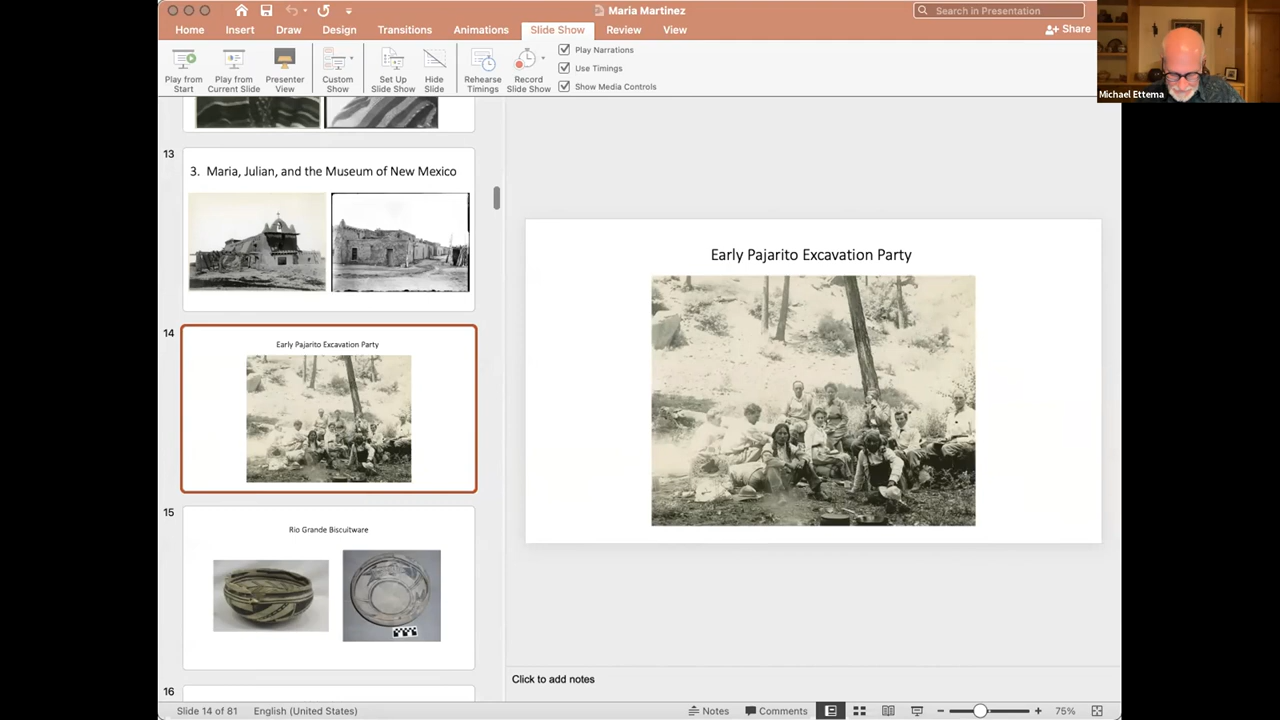 Maria Martinez
Search in Presentation
Home Insert Draw Design Transitions Animations Slide Show Review View
Share
Play from Start
Play from Current Slide
Presenter View
Custom Show
Set Up Slide Show
Hide Slide
Rehearse Timings
Record Slide Show
Play Narrations
Use Timings
Show Media Controls
Michael Ettema
13
3. Maria, Julian, and the Museum of New Mexico
14
Early Pajarito Excavation Party
15
Rio Grande Biscuitware
16
Early Pajarito Excavation Party
Click to add notes
Slide 14 of 81 English (United States) Notes Comments 75%